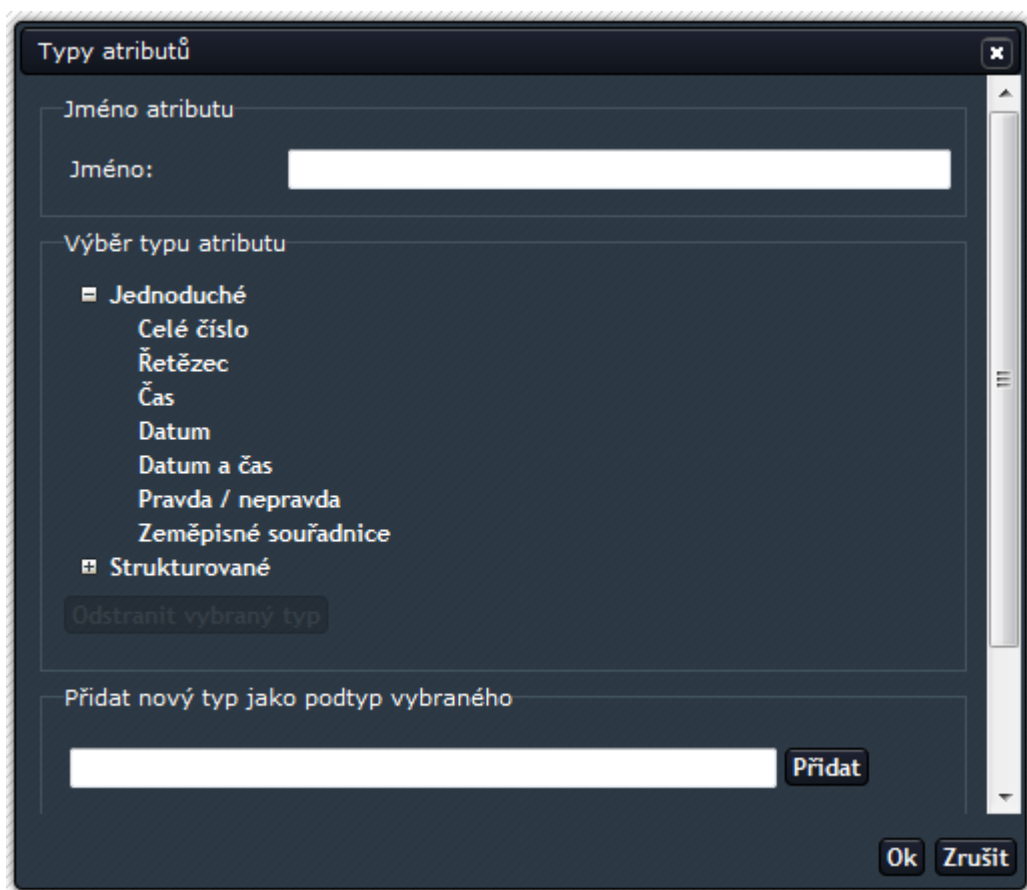 Typy atributů
Jméno atributu
Jméno:
Výběr typu atributu
Jednoduché
Celé číslo
Řetězec
Čas
Datum
Datum a čas
Pravda / nepravda
Zeměpisné souřadnice
Strukturované
Odstranit vybraný typ
Přidat nový typ jako podtyp vybraného
Přidat
Ok Zrušit